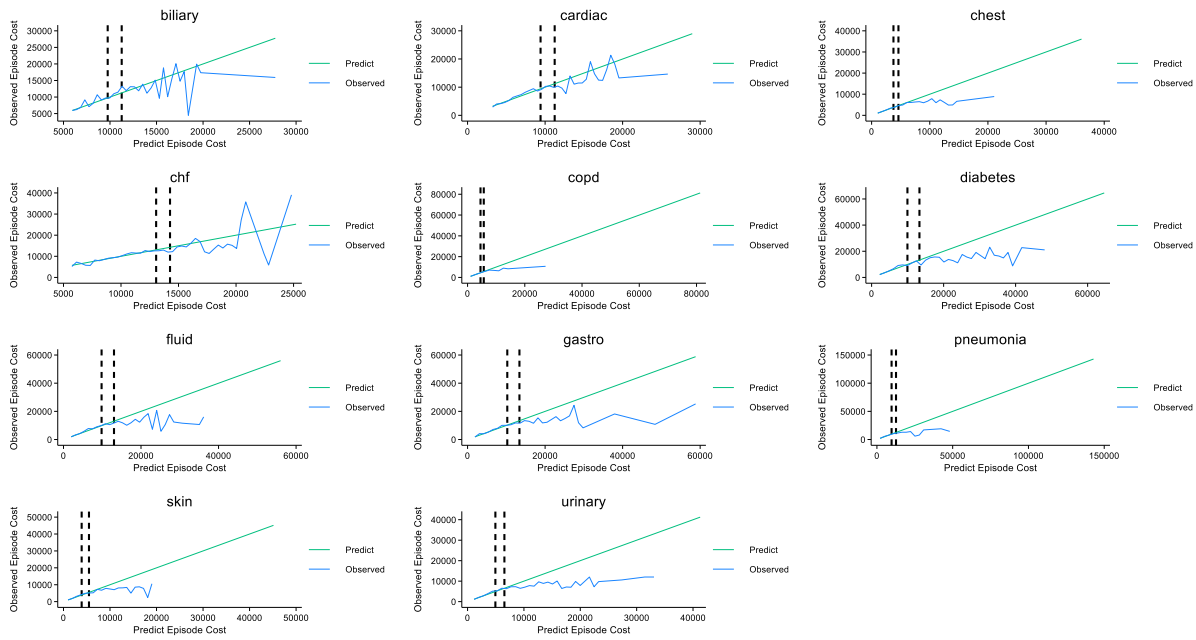 biliary
Observed Episode Cost
30000
25000
20000
15000
10000
5000
5000 10000 15000 20000 25000 30000
Predict Episode Cost
Predict
Observed
cardiac
Observed Episode Cost
30000
20000
10000
0
0 10000 20000 30000
Predict Episode Cost
Predict
Observed
chest
Observed Episode Cost
40000
30000
20000
10000
0
0 10000 20000 30000 40000
Predict Episode Cost
Predict
Observed
chf
Observed Episode Cost
40000
30000
20000
10000
0
5000 10000 15000 20000 25000
Predict Episode Cost
Predict
Observed
copd
Observed Episode Cost
80000
60000
40000
20000
0
0 20000 40000 60000 80000
Predict Episode Cost
Predict
Observed
diabetes
Observed Episode Cost
60000
40000
20000
0
0 20000 40000 60000
Predict Episode Cost
Predict
Observed
fluid
Observed Episode Cost
60000
40000
20000
0
0 20000 40000 60000
Predict Episode Cost
Predict
Observed
gastro
Observed Episode Cost
60000
40000
20000
0
0 20000 40000 60000
Predict Episode Cost
Predict
Observed
pneumonia
Observed Episode Cost
150000
100000
50000
0
0 50000 100000 150000
Predict Episode Cost
Predict
Observed
skin
Observed Episode Cost
50000
40000
30000
20000
10000
0
0 10000 20000 30000 40000 50000
Predict Episode Cost
Predict
Observed
urinary
Observed Episode Cost
40000
30000
20000
10000
0
0 10000 20000 30000 40000
Predict Episode Cost
Predict
Observed